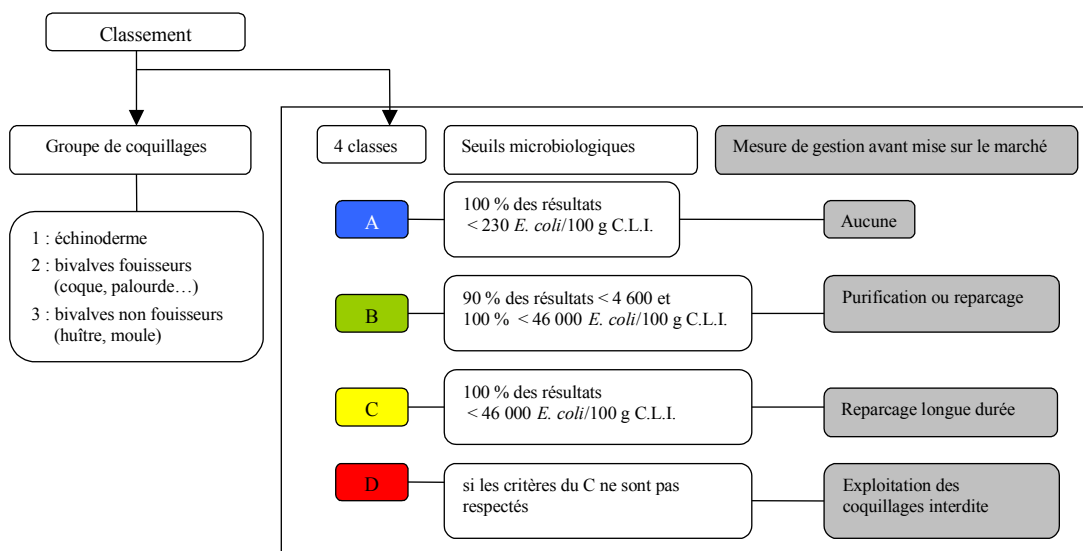 Classement
Groupe de coquillages
1 : échinoderme
2 : bivalves fouisseurs
(coque, palourde…)
3 : bivalves non fouisseurs
(huître, moule)
4 classes
Seuils microbiologiques
Mesure de gestion avant mise sur le marché
A
100 % des résultats
< 230 E. coli/100 g C.L.I.
Aucune
B
90 % des résultats < 4 600 et
100 % < 46 000 E. coli/100 g C.L.I.
Purification ou reparcage
C
100 % des résultats
< 46 000 E. coli/100 g C.L.I.
Reparcage longue durée
D
si les critères du C ne sont pas
respectés
Exploitation des
coquillages interdite